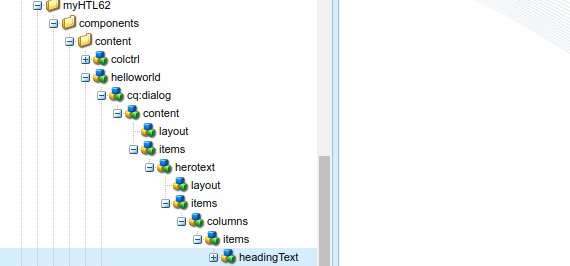 myHTL62
components
content
colctrl
helloworld
cq:dialog
content
layout
items
herotext
layout
items
columns
items
headingText